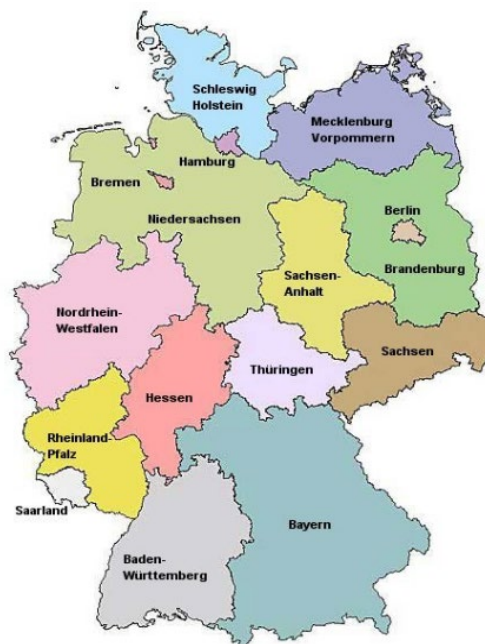 Schleswig
Holstein
Mecklenburg
Vorpommern
Hamburg
Bremen
Niedersachsen
Berlin
Brandenburg
Sachsen-
Anhalt
Nordrhein-
Westfalen
Sachsen
Thüringen
Hessen
Rheinland-
Pfalz
Saarland
Bayern
Baden-
Württemberg